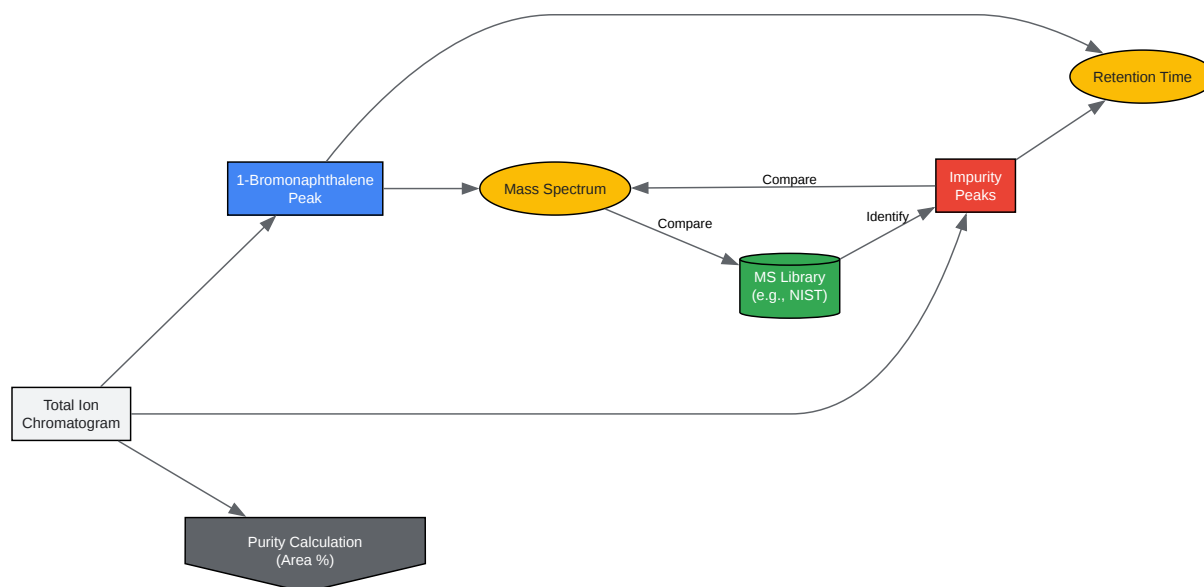 Retention Time
1-Bromonaphthalene
Peak
Mass Spectrum
Compare
Impurity
Peaks
Compare
Identify
MS Library
(e.g., NIST)
Total Ion
Chromatogram
Purity Calculation
(Area %)